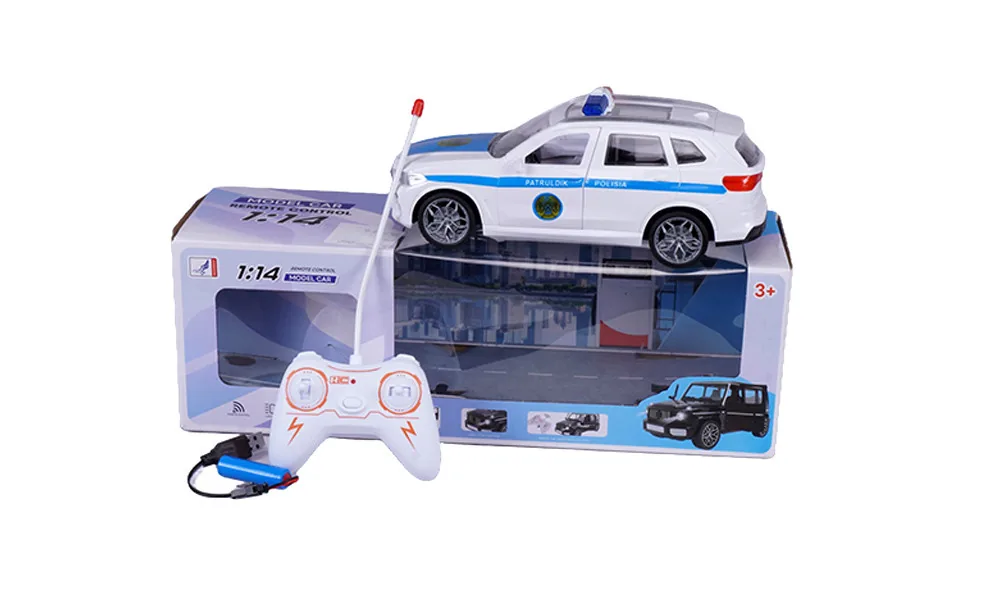 MODEL CAR
REMOTE CONTROL
1:14
1:14
REMOTE CONTROL
MODEL CAR
PATRULDIK POLISIA
3+